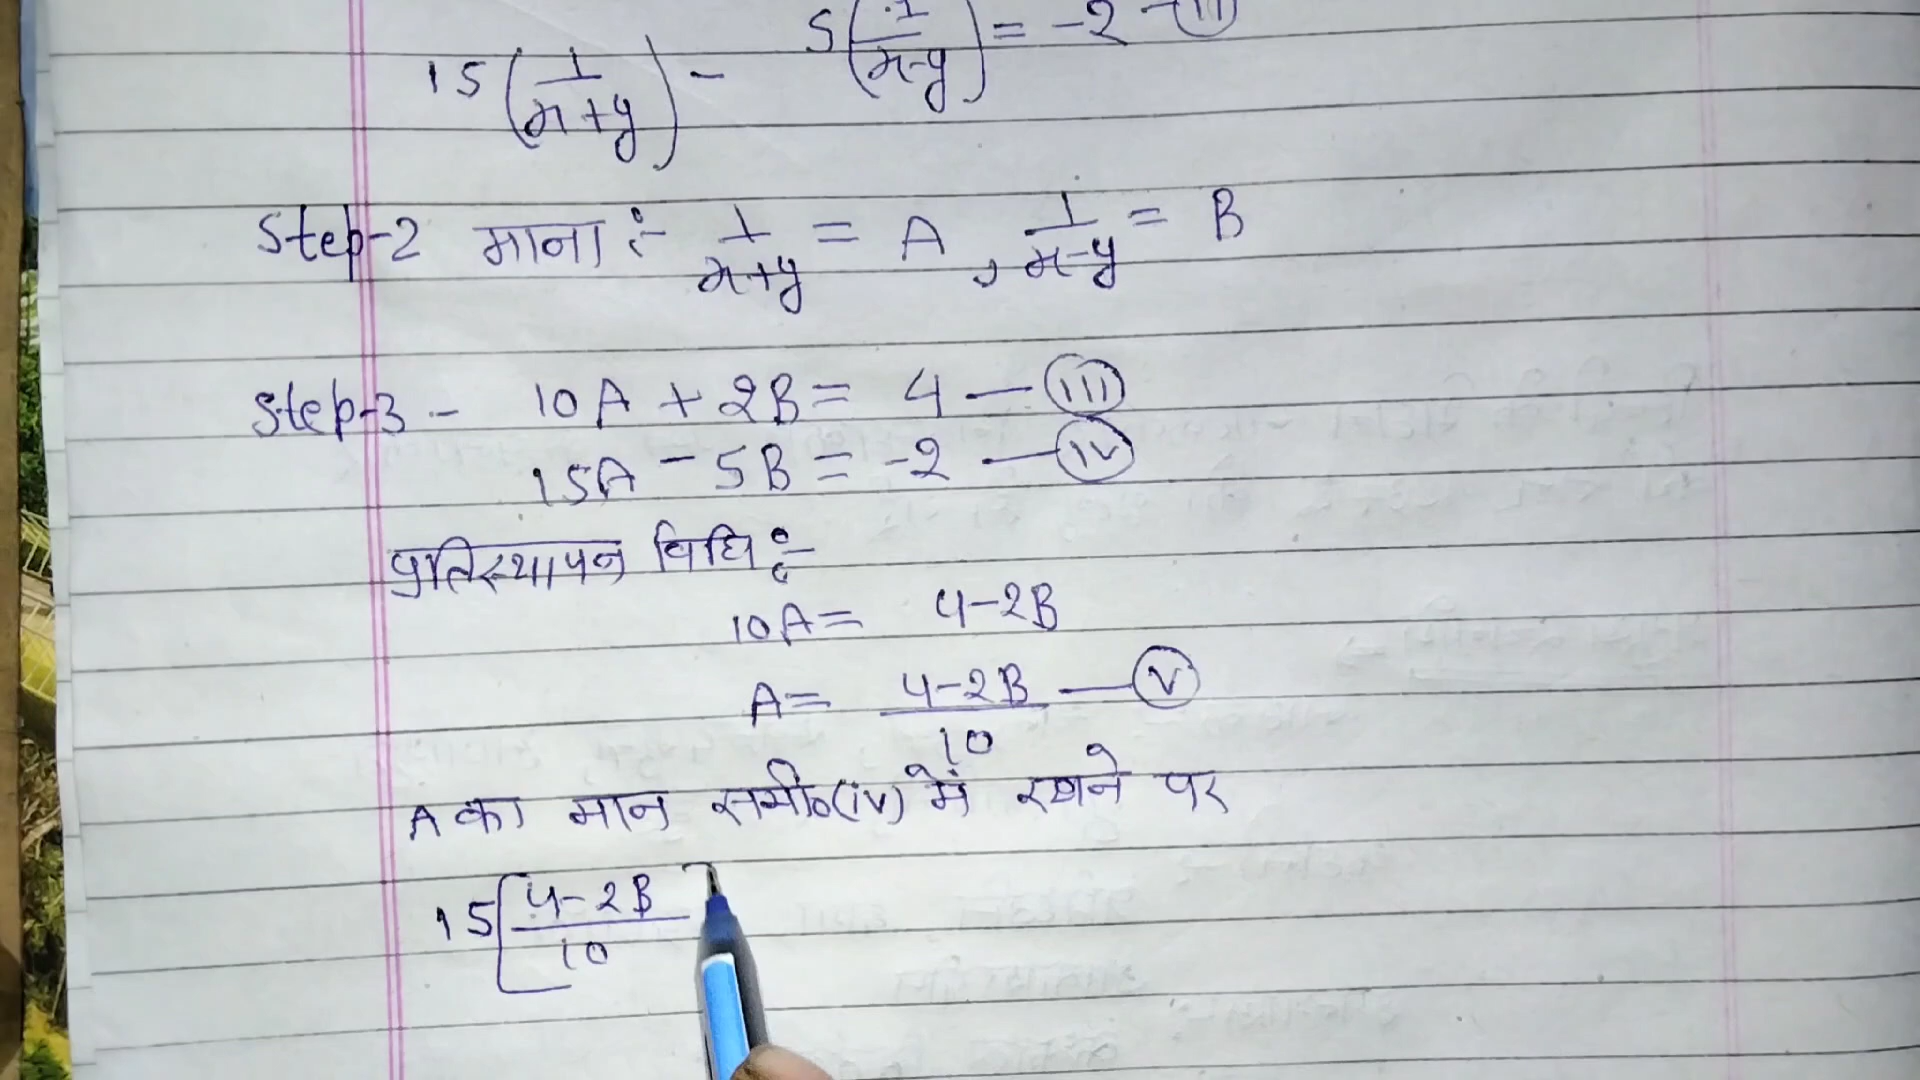 15(1/x+y) - 5(1/x-y) = -2 - (II)
Step-2 माना :- 1/x+y = A, 1/x-y = B
Step-3 - 10A + 2B = 4 — (III)
15A - 5B = -2 — (IV)
प्रतिस्थापन विधि :-
10A = 4-2B
A = 4-2B/10 — (V)
A का मान समी०(iv) में रखने पर
15[4-2B/10